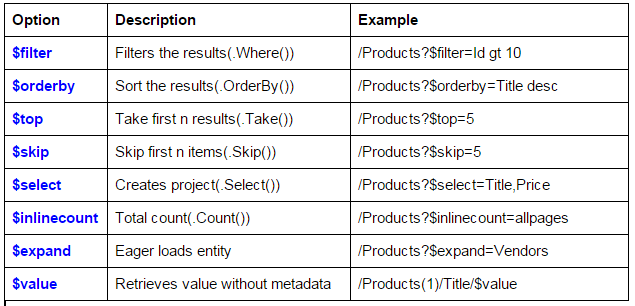 Option Description Example
$filter Filters the results(.Where()) /Products?$filter=Id gt 10
$orderby Sort the results(.OrderBy()) /Products?$orderby=Title desc
$top Take first n results(.Take()) /Products?$top=5
$skip Skip first n items(.Skip()) /Products?$skip=5
$select Creates project(.Select()) /Products?$select=Title,Price
$inlinecount Total count(.Count()) /Products?$inlinecount=allpages
$expand Eager loads entity /Products?$expand=Vendors
$value Retrieves value without metadata /Products(1)/Title/$value